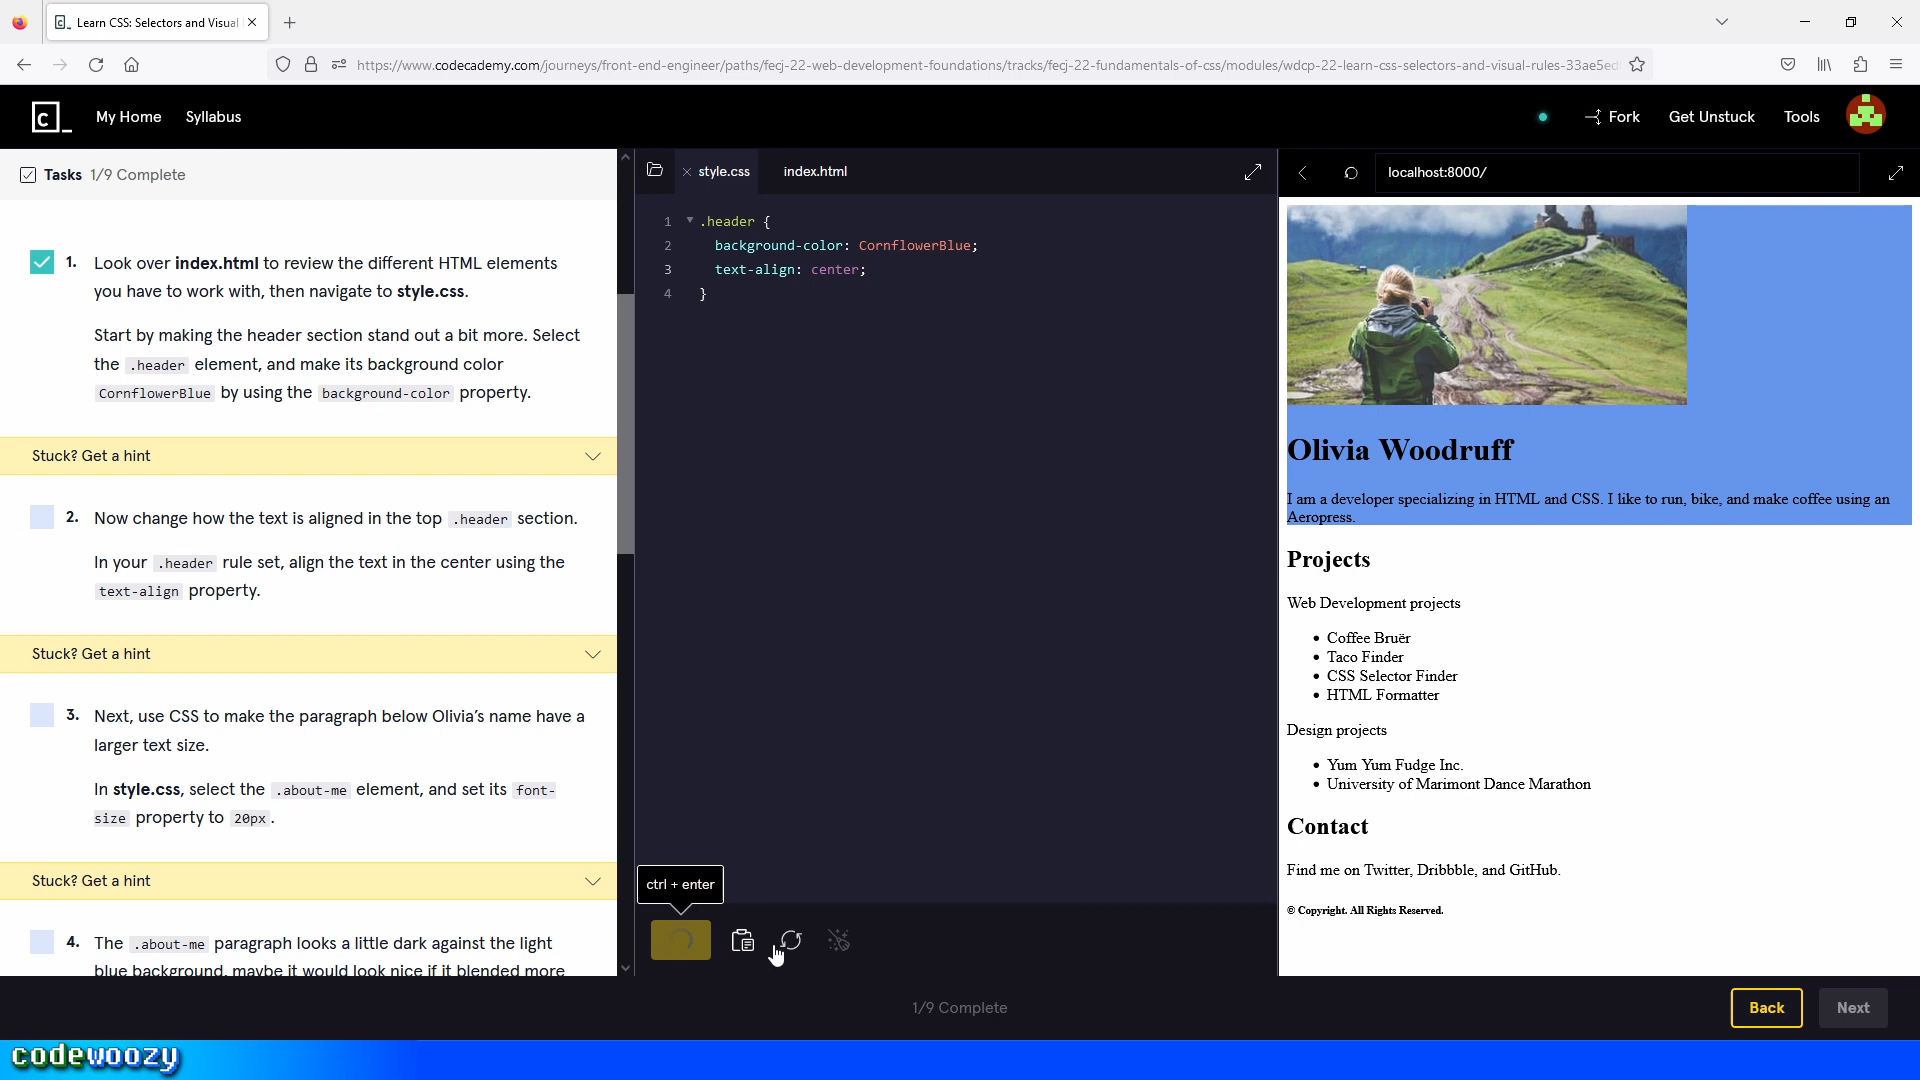 Learn CSS: Selectors and Visual
https://www.codecademy.com/journeys/front-end-engineer/paths/fecj-22-web-development-foundations/tracks/fecj-22-fundamentals-of-css/modules/wdcp-22-learn-css-selectors-and-visual-rules-33ae5ed
c
My Home
Syllabus
Fork
Get Unstuck
Tools
Tasks 1/9 Complete
1. Look over index.html to review the different HTML elements
you have to work with, then navigate to style.css.
Start by making the header section stand out a bit more. Select
the .header element, and make its background color
CornflowerBlue by using the background-color property.
Stuck? Get a hint
2. Now change how the text is aligned in the top .header section.
In your .header rule set, align the text in the center using the
text-align property.
Stuck? Get a hint
3. Next, use CSS to make the paragraph below Olivia's name have a
larger text size.
In style.css, select the .about-me element, and set its font-
size property to 20px.
Stuck? Get a hint
4. The .about-me paragraph looks a little dark against the light
blue background, maybe it would look nice if it blended more
style.css
index.html
1 .header {
2 background-color: CornflowerBlue;
3 text-align: center;
4 }
ctrl + enter
localhost:8000/
Olivia Woodruff
I am a developer specializing in HTML and CSS. I like to run, bike, and make coffee using an
Aeropress.
Projects
Web Development projects
• Coffee Bruër
• Taco Finder
• CSS Selector Finder
• HTML Formatter
Design projects
• Yum Yum Fudge Inc.
• University of Marimont Dance Marathon
Contact
Find me on Twitter, Dribbble, and GitHub.
© Copyright. All Rights Reserved.
1/9 Complete
Back
Next
codewoozy